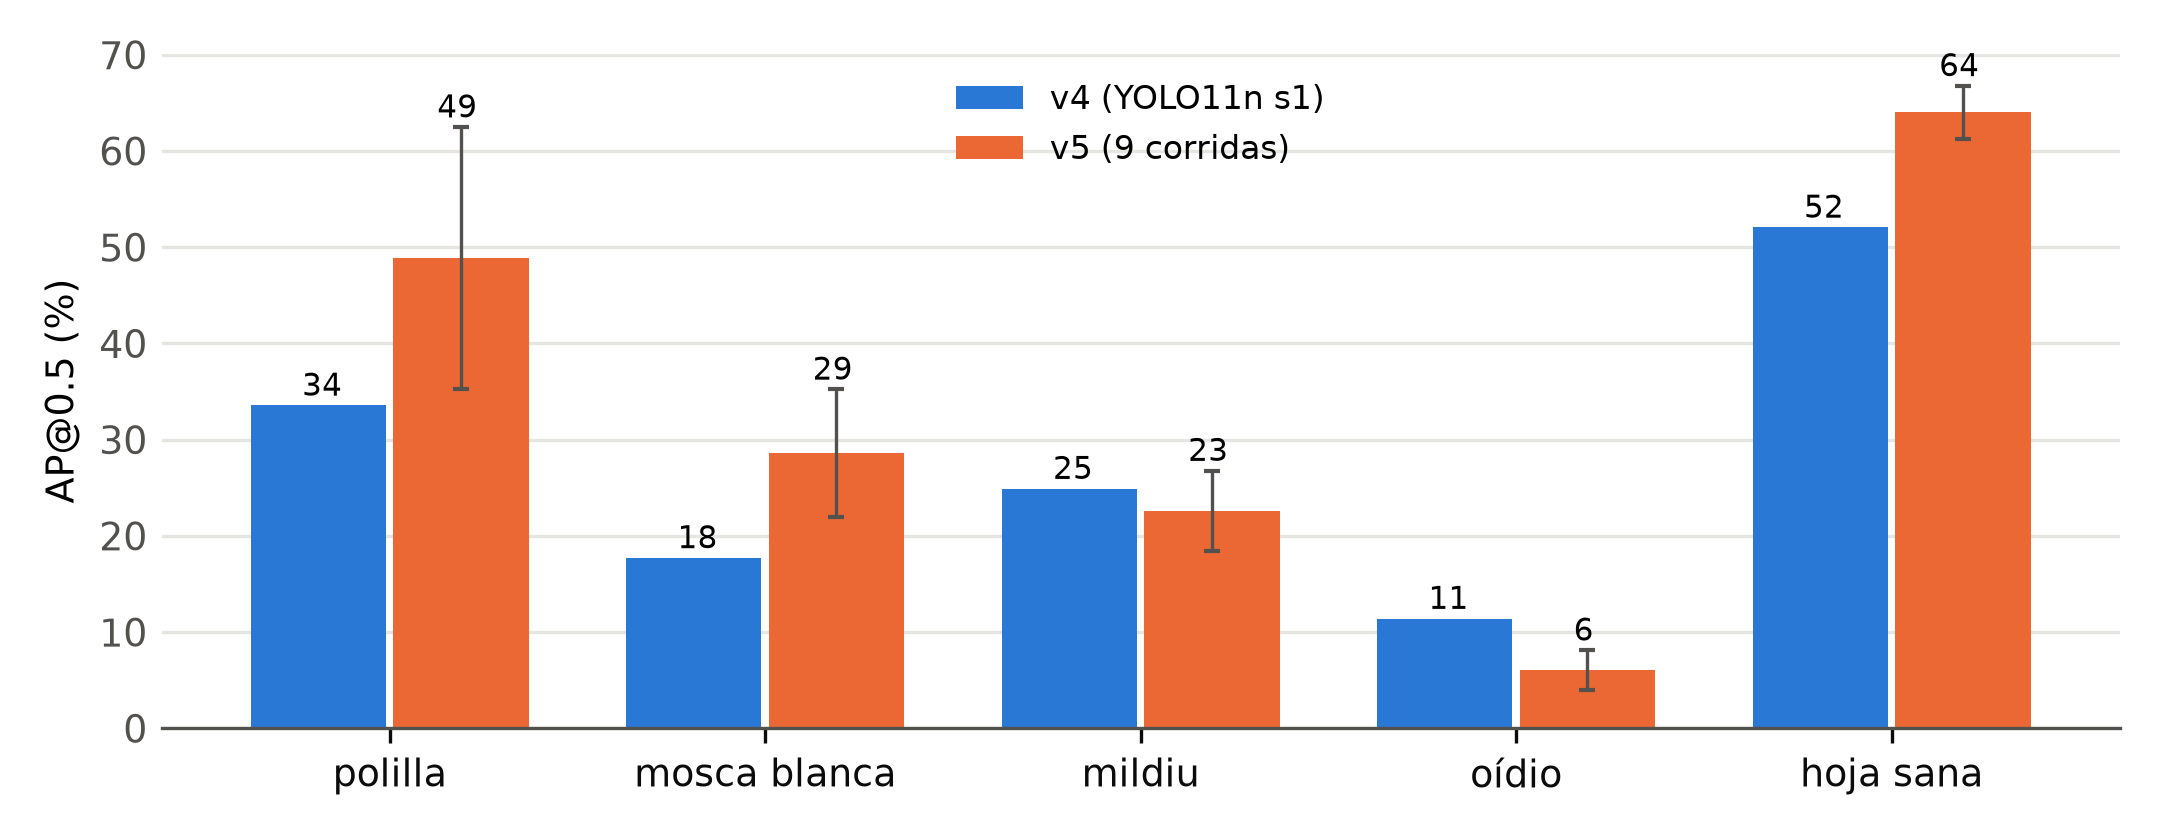 AP@0.5 (%)
70
60
50
40
30
20
10
0
v4 (YOLO11n s1)
v5 (9 corridas)
34
49
18
29
25
23
11
6
52
64
polilla
mosca blanca
mildiu
oídio
hoja sana